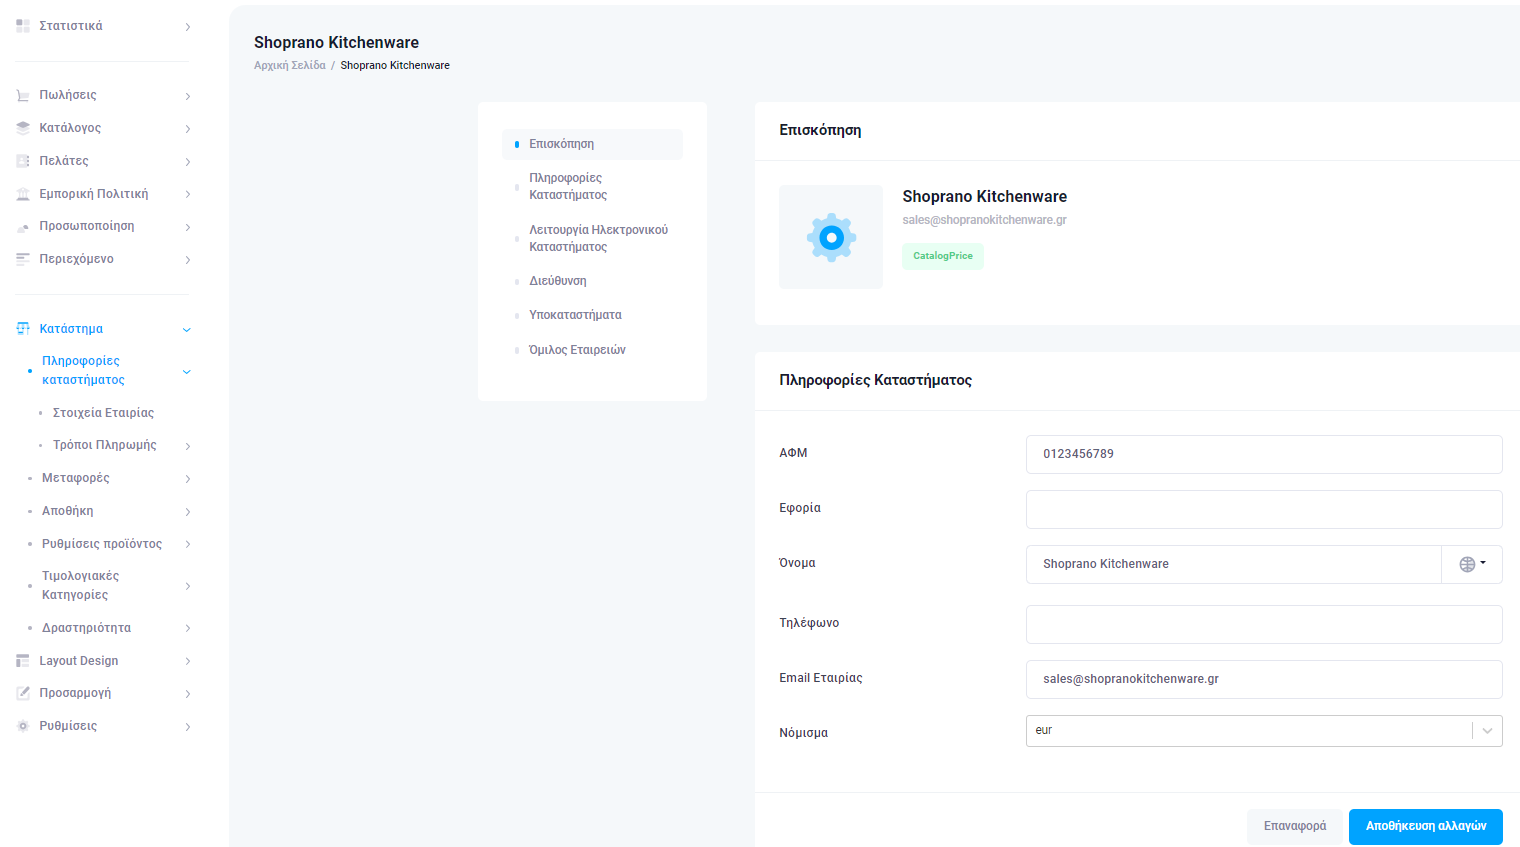 Στατιστικά
Πωλήσεις
Κατάλογος
Πελάτες
Εμπορική Πολιτική
Προσωποποίηση
Περιεχόμενο
Κατάστημα
Πληροφορίες
καταστήματος
Στοιχεία Εταιρίας
Τρόποι Πληρωμής
Μεταφορές
Αποθήκη
Ρυθμίσεις προϊόντος
Τιμολογιακές
Κατηγορίες
Δραστηριότητα
Layout Design
Προσαρμογή
Ρυθμίσεις
Shoprano Kitchenware
Αρχική Σελίδα / Shoprano Kitchenware
Επισκόπηση
Πληροφορίες
Καταστήματος
Λειτουργία Ηλεκτρονικού
Καταστήματος
Διεύθυνση
Υποκαταστήματα
Όμιλος Εταιρειών
Επισκόπηση
Shoprano Kitchenware
sales@shopranokitchenware.gr
CatalogPrice
Πληροφορίες Καταστήματος
ΑΦΜ 0123456789
Εφορία
Όνομα Shoprano Kitchenware
Τηλέφωνο
Email Εταιρίας sales@shopranokitchenware.gr
Νόμισμα eur
Επαναφορά Αποθήκευση αλλαγών